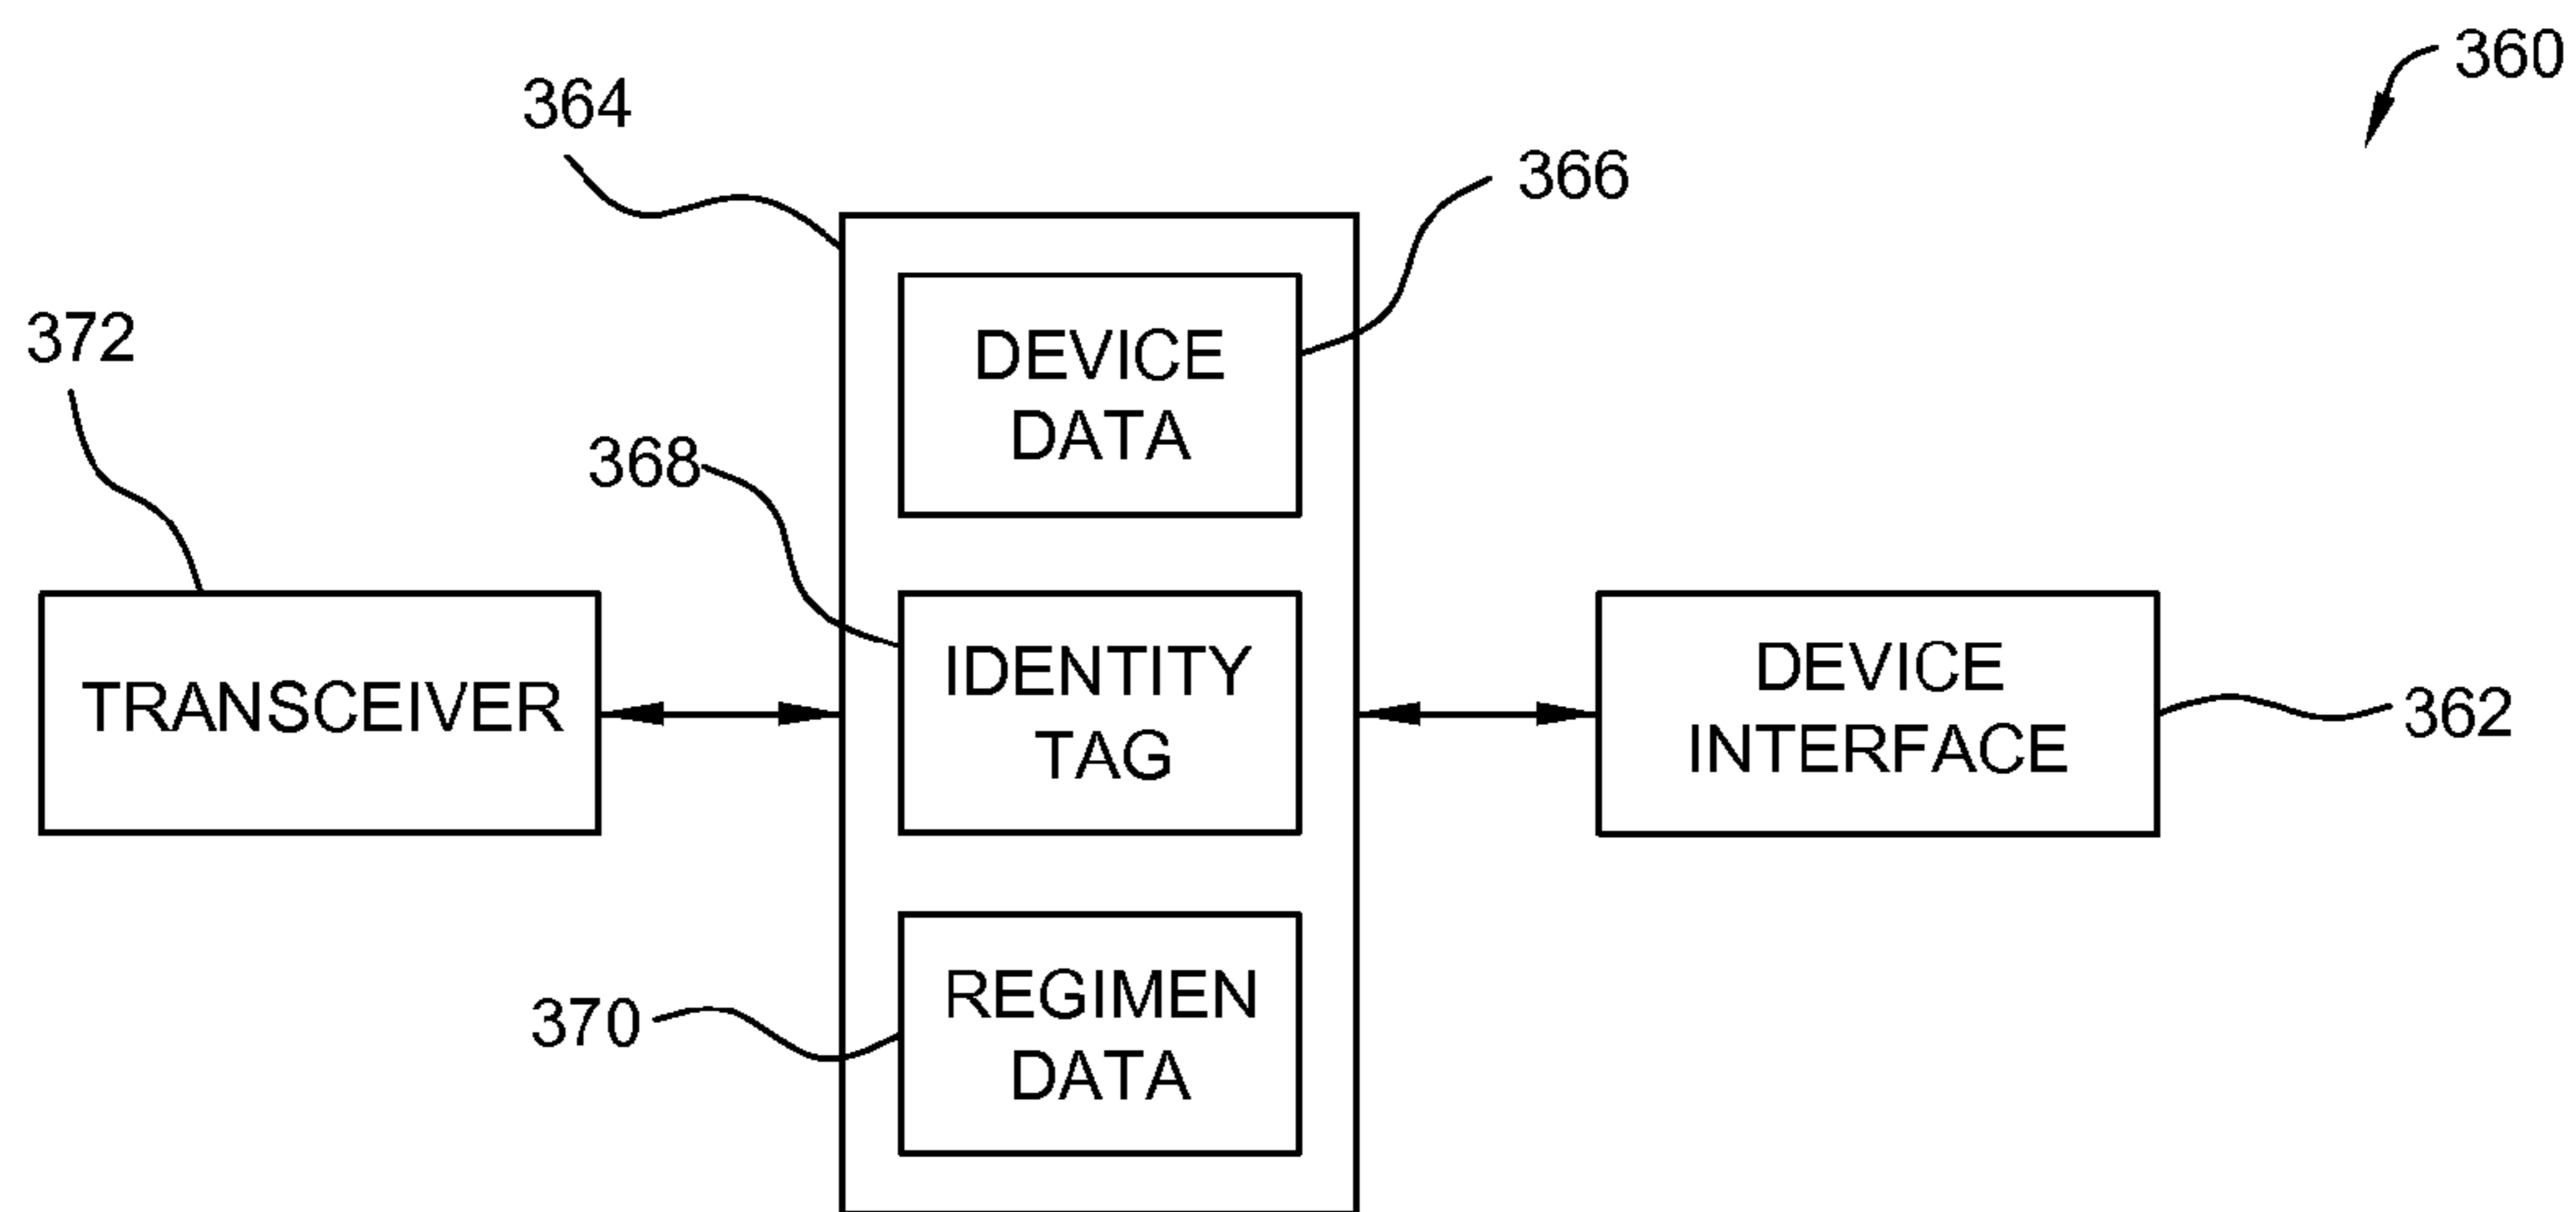 360
364
366
372
DEVICE
DATA
368
TRANSCEIVER
IDENTITY
TAG
DEVICE
INTERFACE
362
370
REGIMEN
DATA